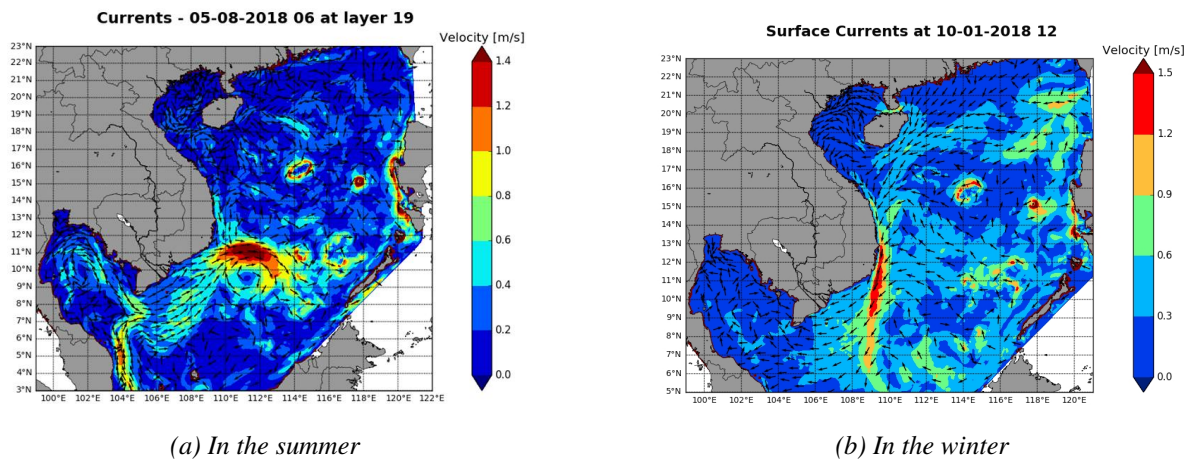 Currents - 05-08-2018 06 at layer 19
Velocity [m/s]
23°N
22°N
21°N
20°N
19°N
18°N
17°N
16°N
15°N
14°N
13°N
12°N
11°N
10°N
9°N
8°N
7°N
6°N
5°N
4°N
3°N
100°E 102°E 104°E 106°E 108°E 110°E 112°E 114°E 116°E 118°E 120°E 122°E
1.4
1.2
1.0
0.8
0.6
0.4
0.2
0.0
(a) In the summer
Surface Currents at 10-01-2018 12
Velocity [m/s]
23°N
22°N
21°N
20°N
19°N
18°N
17°N
16°N
15°N
14°N
13°N
12°N
11°N
10°N
9°N
8°N
7°N
6°N
5°N
100°E 102°E 104°E 106°E 108°E 110°E 112°E 114°E 116°E 118°E 120°E
1.5
1.2
0.9
0.6
0.3
0.0
(b) In the winter